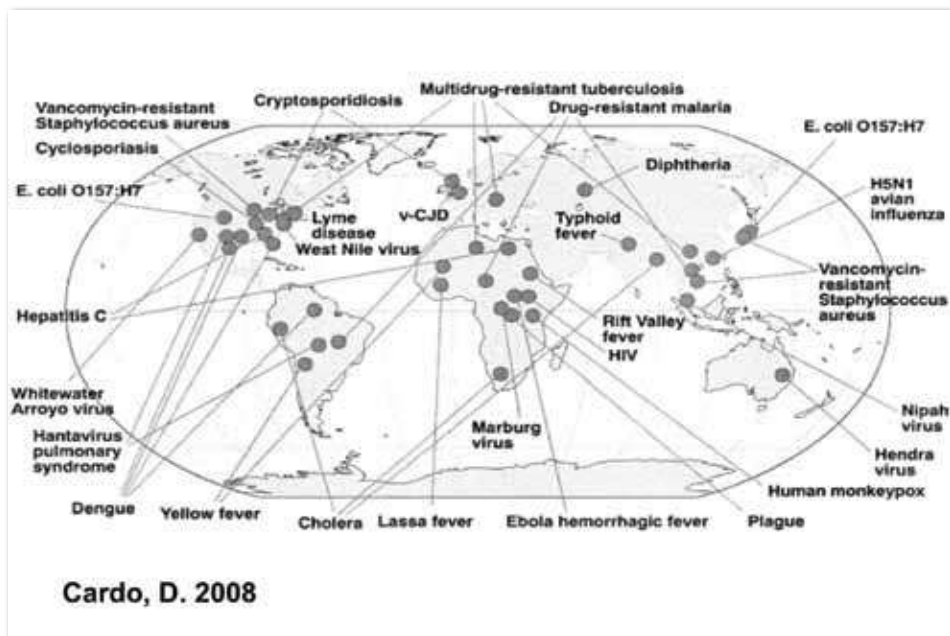 Multidrug-resistant tuberculosis
Cryptosporidiosis
Drug-resistant malaria
Vancomycin-resistant
Staphylococcus aureus
E. coli O157:H7
Cyclosporiasis
Diphtheria
E. coli O157:H7
H5N1
avian
influenza
v-CJD
Lyme
disease
West Nile virus
Typhoid
fever
Vancomycin-
resistant
Staphylococcus
aureus
Hepatitis C
Rift Valley
fever
HIV
Whitewater
Arroyo virus
Nipah
virus
Hantavirus
pulmonary
syndrome
Marburg
virus
Hendra
virus
Human monkeypox
Dengue
Yellow fever
Cholera
Lassa fever
Ebola hemorrhagic fever
Plague
Cardo, D. 2008